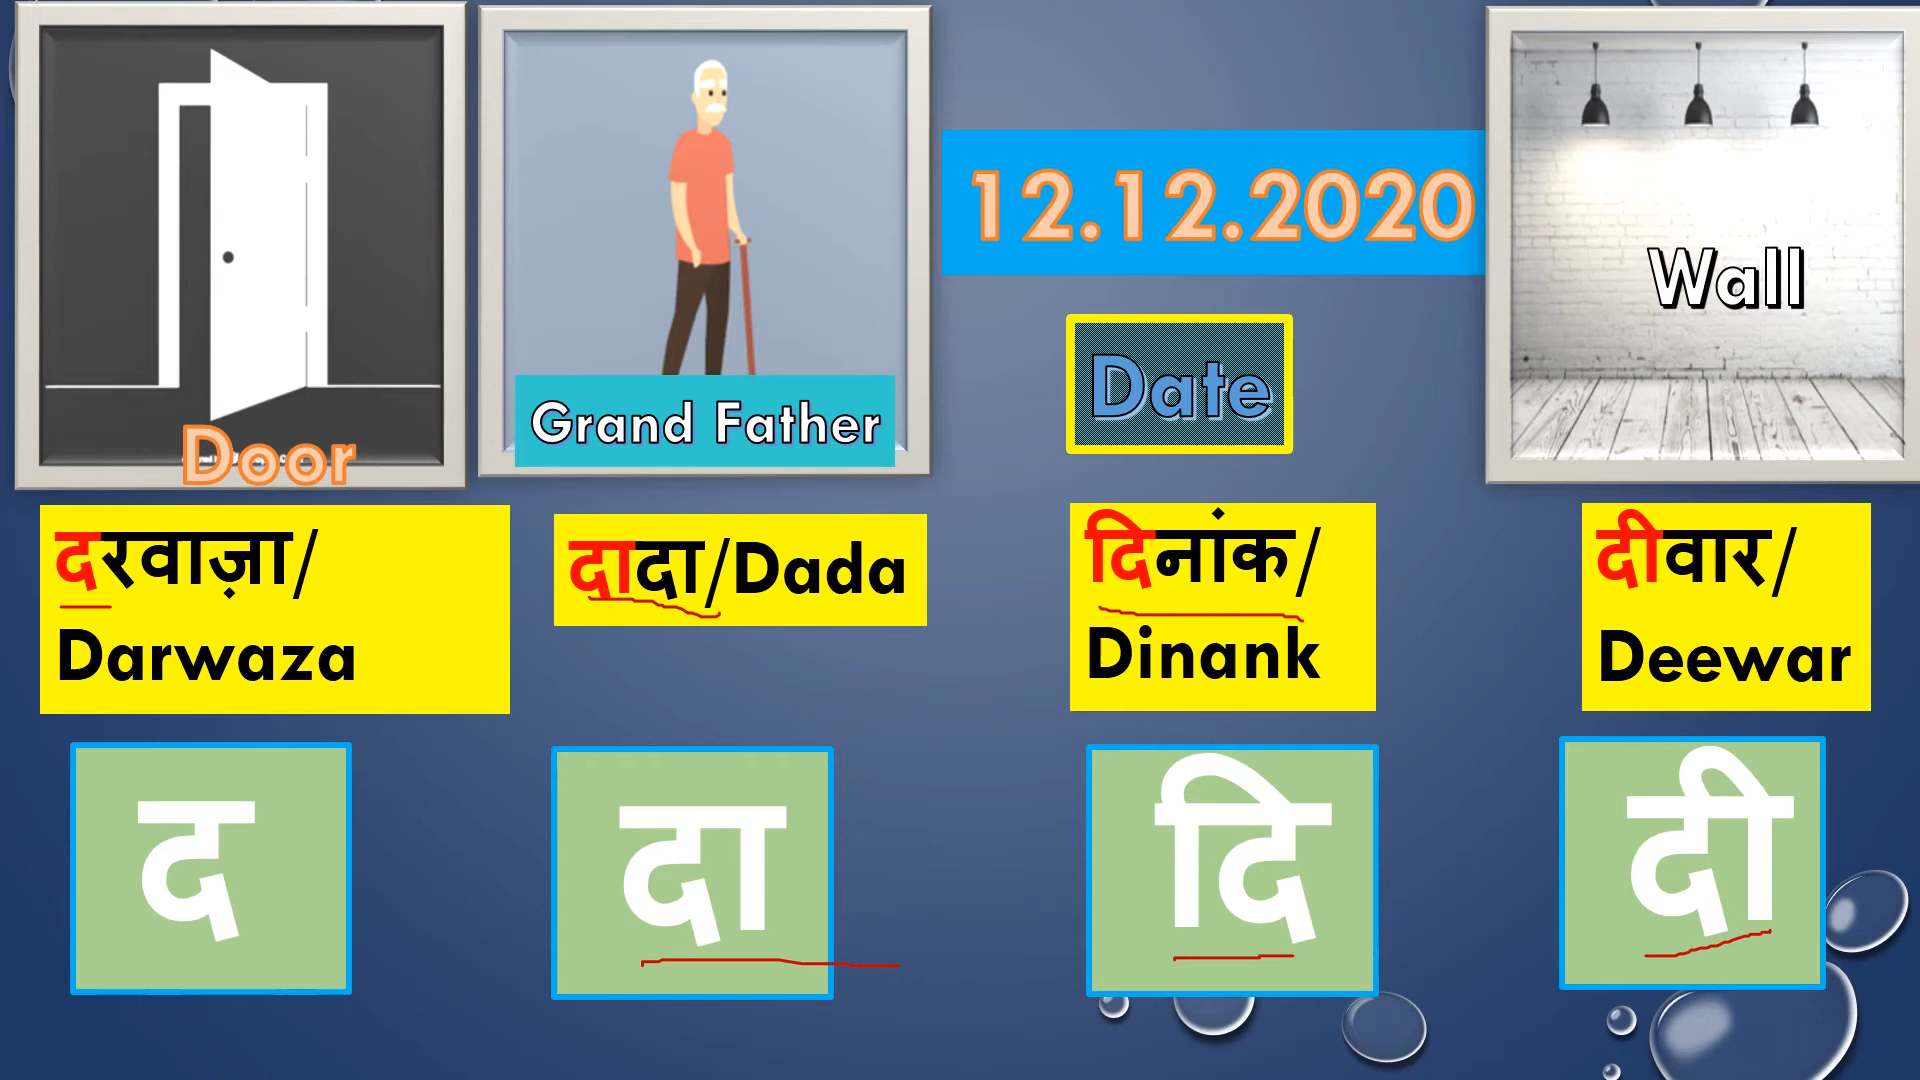 Door
Grand Father
12.12.2020
Date
Wall
दरवाज़ा/
Darwaza
दादा/Dada
दिनांक/
Dinank
दीवार/
Deewar
द
दा
दि
दी